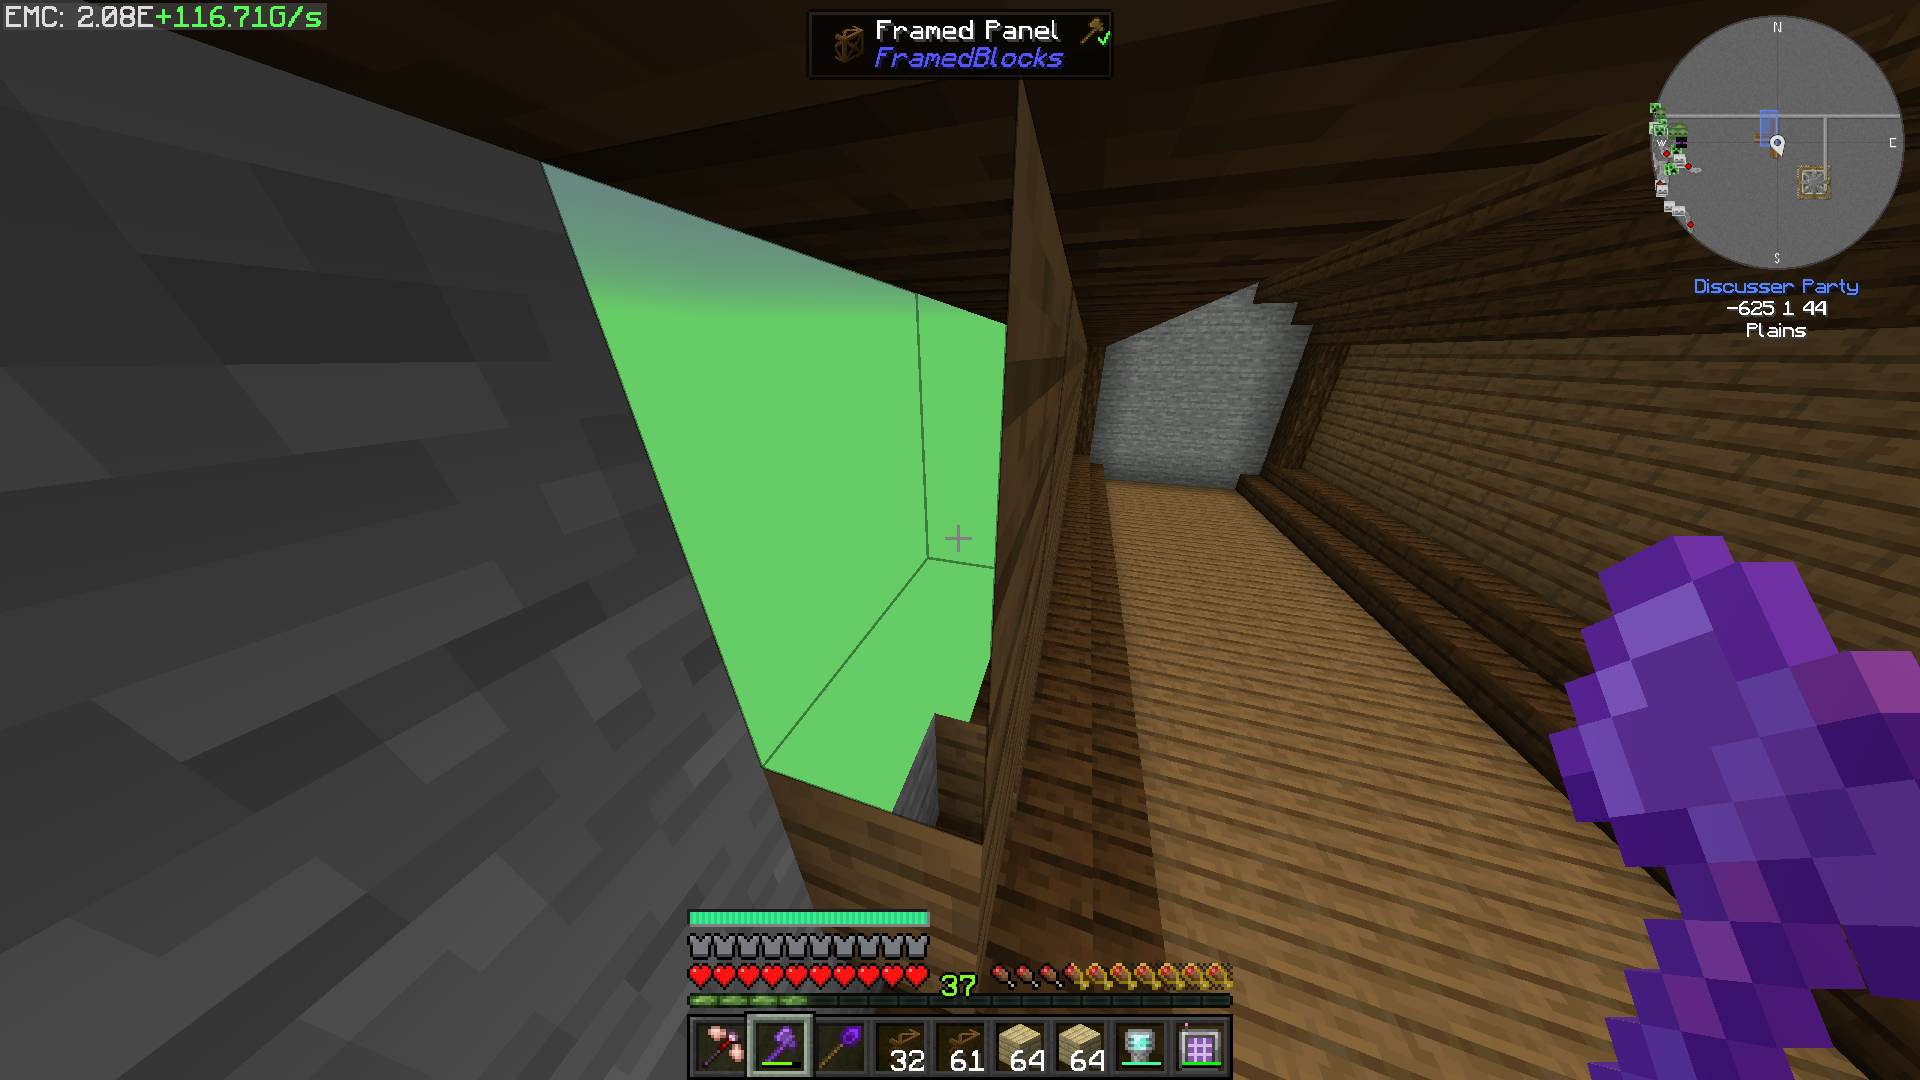 EMC: 2.08E+116.71G/s
Framed Panel
FramedBlocks
N
W
E
S
Discusser Party
-625 1 44
Plains
37
32
61
64
64